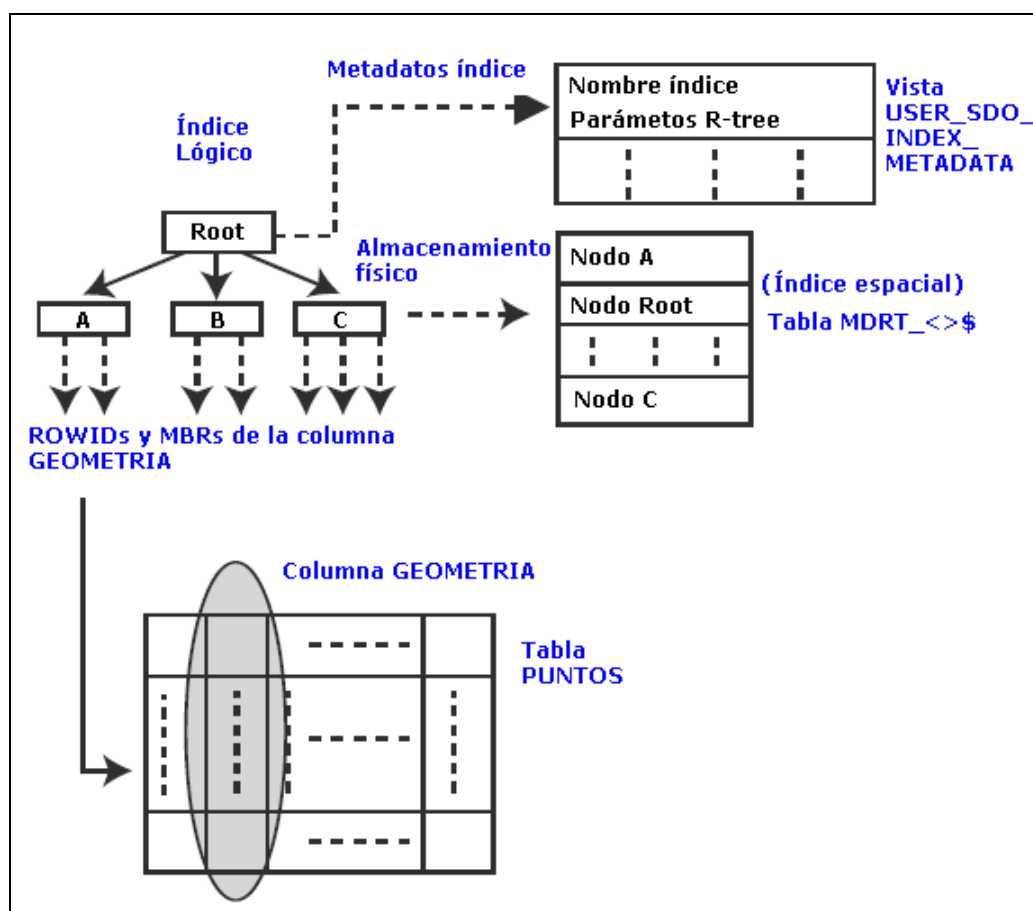 Metadatos índice
Nombre índice
Parámetos R-tree
Vista
USER_SDO_
INDEX_
METADATA
Índice
Lógico
Root
A
B
C
Almacenamiento
físico
Nodo A
Nodo Root
Nodo C
(Índice espacial)
Tabla MDRT_<>$
ROWIDs y MBRs de la columna
GEOMETRIA
Columna GEOMETRIA
Tabla
PUNTOS